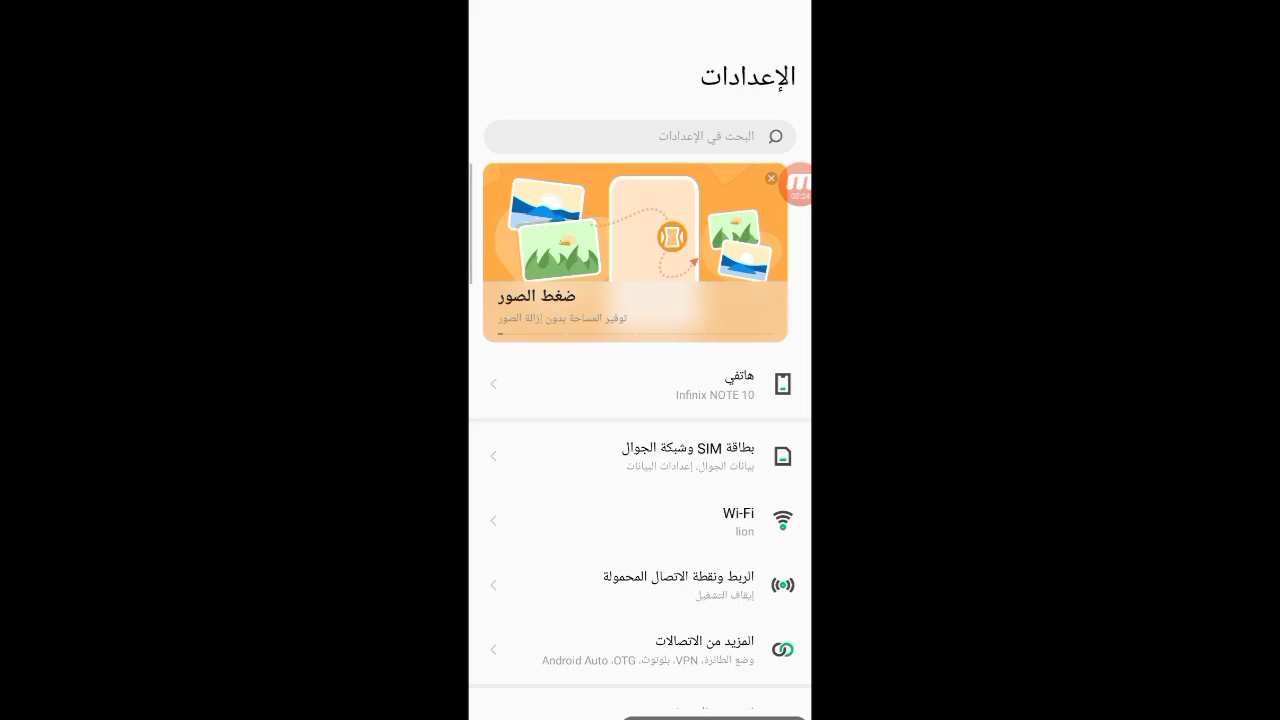 الإعدادات
البحث في الإعدادات
02:24
ضغط الصور
توفير المساحة بدون إزالة الصور
هاتفي
Infinix NOTE 10
بطاقة SIM وشبكة الجوال
بيانات الجوال، إعدادات البيانات
Wi-Fi
lion
الربط ونقطة الاتصال المحمولة
إيقاف التشغيل
المزيد من الاتصالات
وضع الطائرة، VPN، بلوتوث، OTG، Android Auto